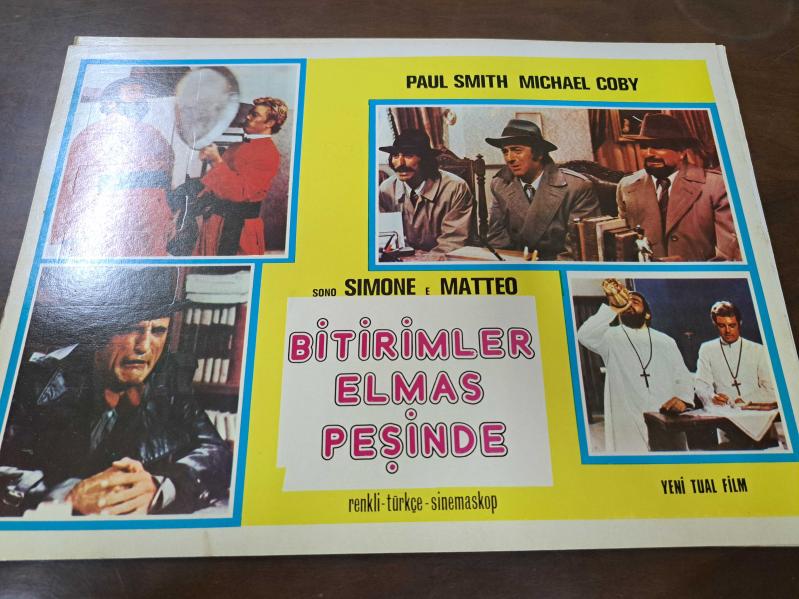 PAUL SMITH MICHAEL COBY
SONO SIMONE E MATTEO
BİTİRİMLER
ELMAS
PEŞİNDE
renkli-türkçe-sinemaskop
YENİ TUAL FİLM